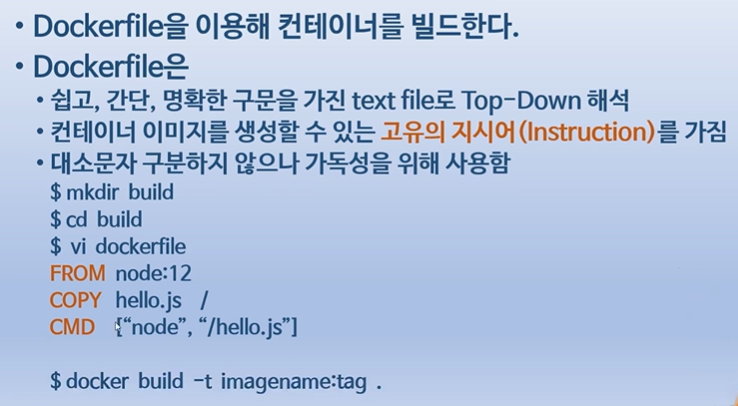 • Dockerfile을 이용해 컨테이너를 빌드한다.
• Dockerfile은
• 쉽고, 간단, 명확한 구문을 가진 text file로 Top-Down 해석
• 컨테이너 이미지를 생성할 수 있는 고유의 지시어(Instruction)를 가짐
• 대소문자 구분하지 않으나 가독성을 위해 사용함
$ mkdir build
$ cd build
$ vi dockerfile
FROM node:12
COPY hello.js /
CMD [“node”, “/hello.js”]
$ docker build -t imagename:tag .